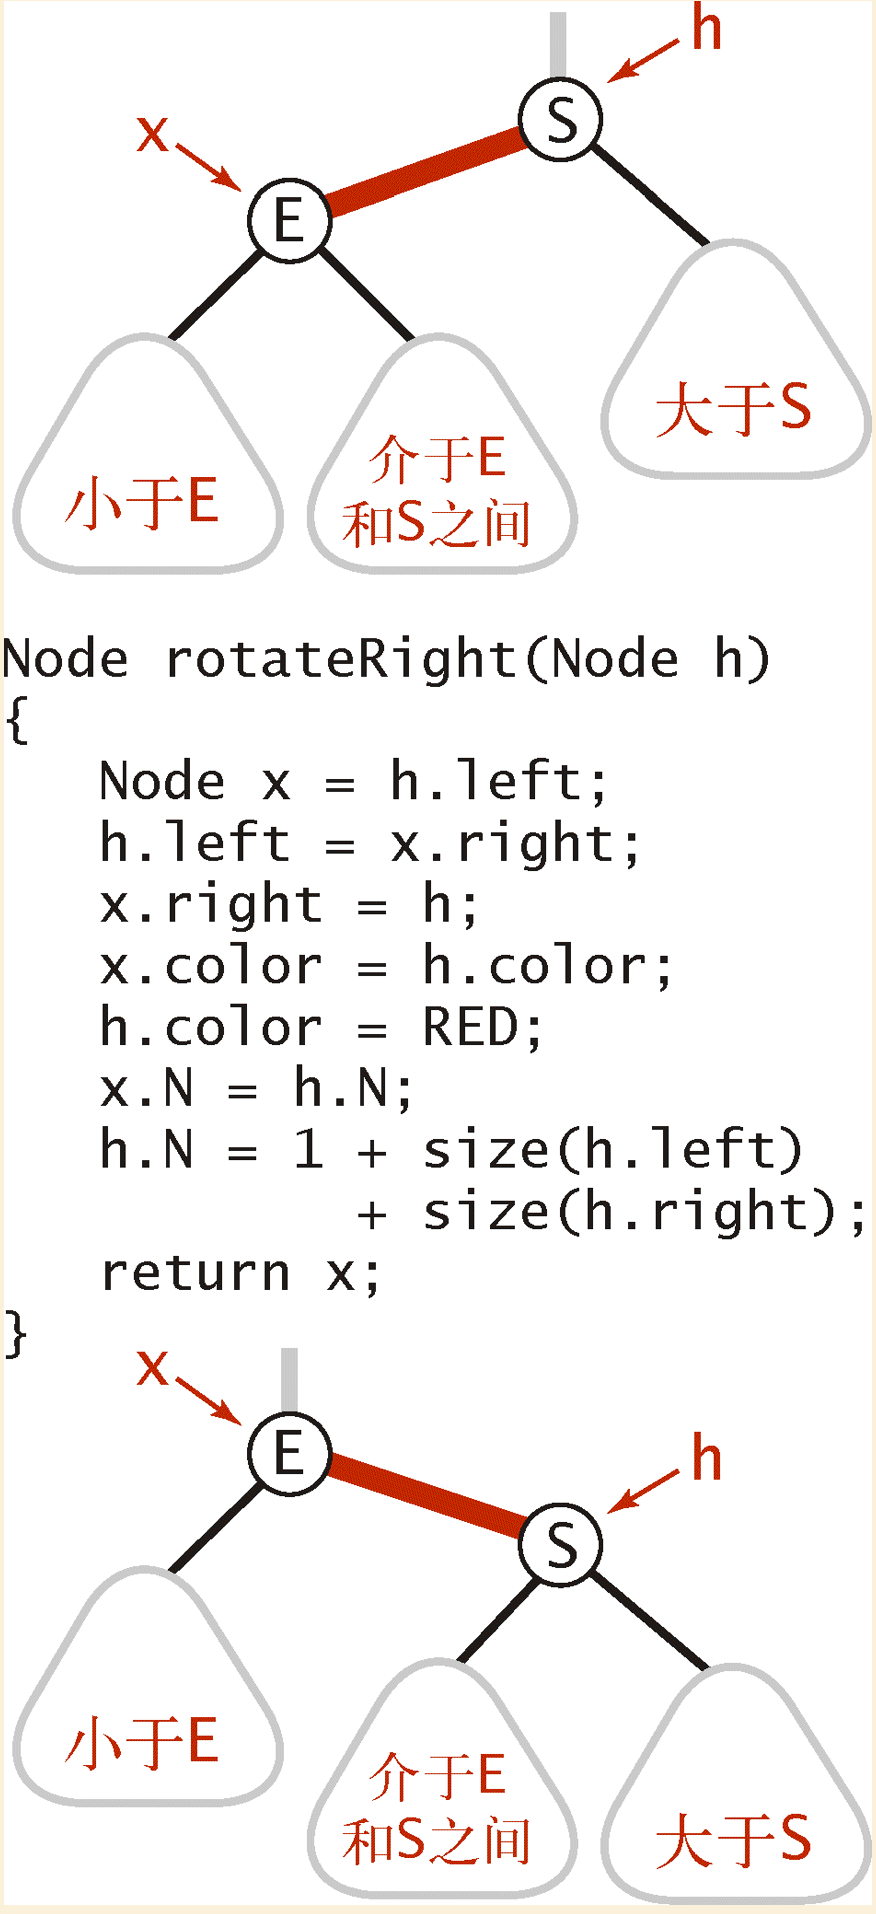 h
S
x
E
大于S
介于E
小于E
和S之间
Node rotateRight(Node h)
{
   Node x = h.left;
   h.left = x.right;
   x.right = h;
   x.color = h.color;
   h.color = RED;
   x.N = h.N;
   h.N = 1 + size(h.left)
           + size(h.right);
   return x;
}
x
E
h
S
小于E
介于E
和S之间
大于S